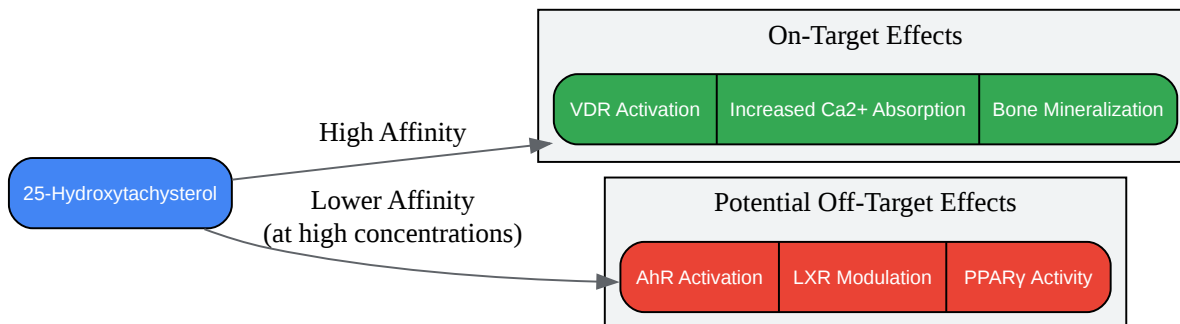 On-Target Effects
VDR Activation
Increased Ca2+ Absorption
Bone Mineralization
High Affinity
25-Hydroxytachysterol
Lower Affinity
(at high concentrations)
Potential Off-Target Effects
AhR Activation
LXR Modulation
PPARγ Activity